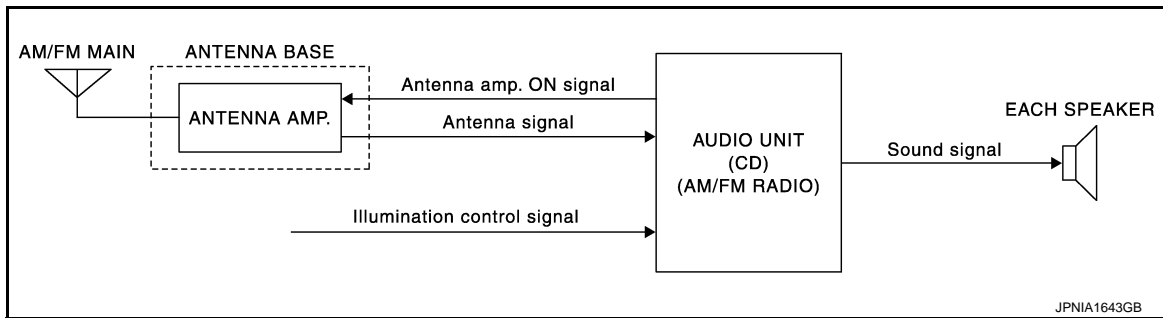 AM/FM MAIN
ANTENNA BASE
ANTENNA AMP.
Antenna amp. ON signal
Antenna signal
Illumination control signal
AUDIO UNIT
(CD)
(AM/FM RADIO)
Sound signal
EACH SPEAKER
JPNIA1643GB